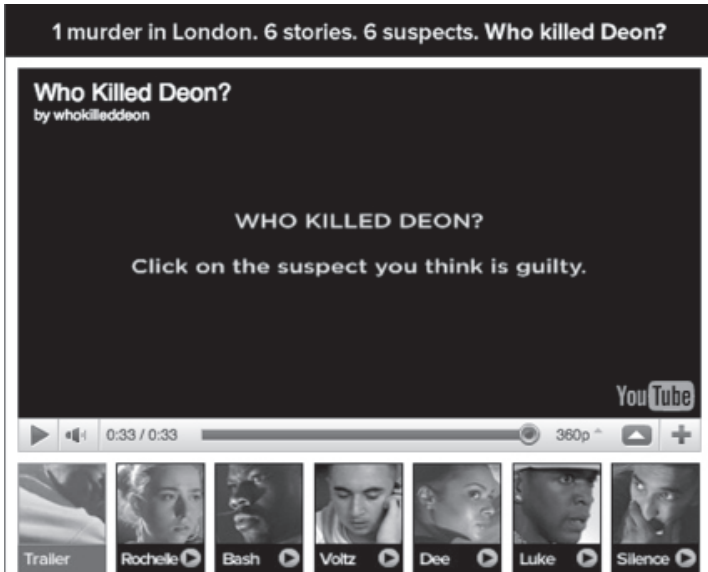 1 murder in London. 6 stories. 6 suspects. Who killed Deon?
Who Killed Deon?
by whokilleddeon
WHO KILLED DEON?
Click on the suspect you think is guilty.
YouTube
0:33 / 0:33 360p
Trailer Rochelle Bash Voltz Dee Luke Silence